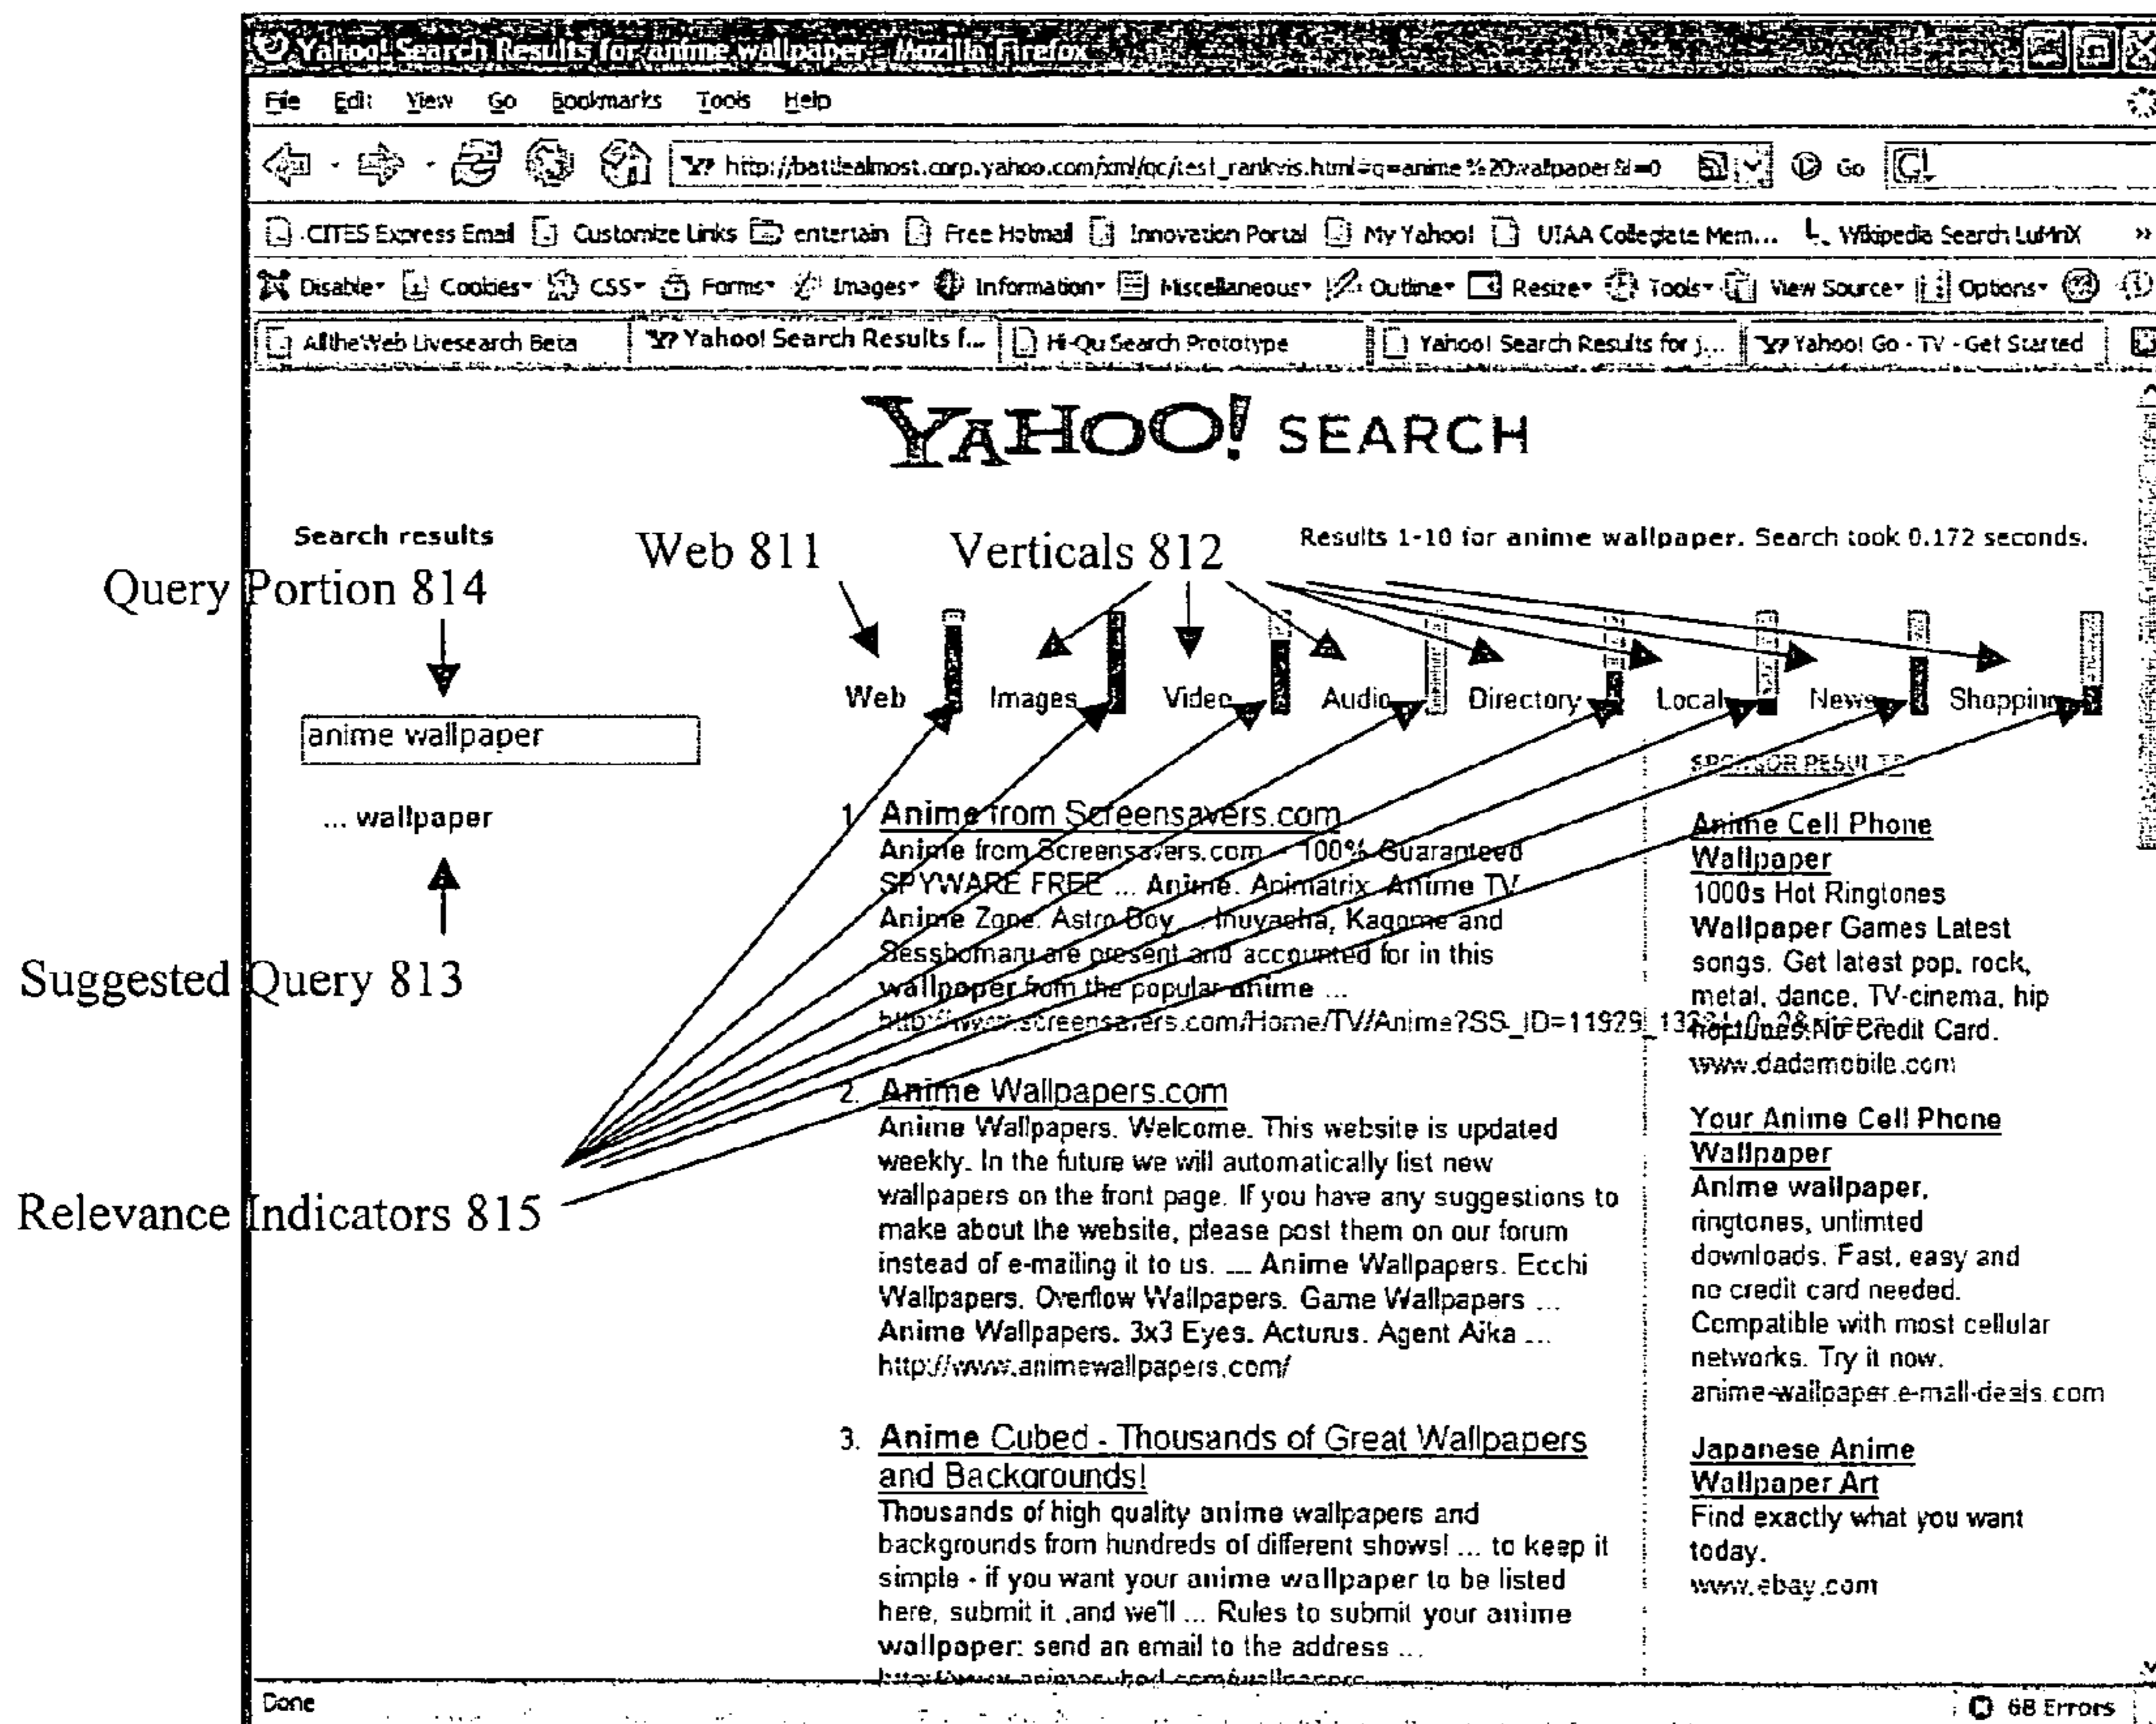 Yahoo! Search Results for anime wallpaper - Mozilla Firefox
File Edit View Go Bookmarks Tools Help
http://battlealmost.corp.yahoo.com/xml/qc/test_rankvis.html#q=anime%20wallpaper&i=0 Go
CITES Express Email Customize Links entertain Free Hotmail Innovation Portal My Yahoo! UIAA Collegiate Mem... Wikipedia Search LuMriX »
Disable Cookies CSS Forms Images Information Miscellaneous Outline Resize Tools View Source Options
AlltheWeb Livesearch Beta Yahoo! Search Results f... Hi-Qu Search Prototype Yahoo! Search Results for j... Yahoo! Go - TV - Get Started
YAHOO! SEARCH
Search results
Results 1-10 for anime wallpaper. Search took 0.172 seconds.
Web 811
Verticals 812
Query Portion 814
Web Images Video Audio Directory Local News Shopping
anime wallpaper
... wallpaper
Suggested Query 813
Relevance Indicators 815
1. Anime from Screensavers.com
Anime from Screensavers.com - 100% Guaranteed
SPYWARE FREE ... Anime. Animatrix. Anime TV.
Anime Zone. Astro Boy ... Inuyasha, Kagome and
Sesshomaru are present and accounted for in this
wallpaper from the popular anime ...
http://www.screensavers.com/Home/TV/Anime?SS_ID=11929_
2. Anime Wallpapers.com
Anime Wallpapers. Welcome. This website is updated
weekly. In the future we will automatically list new
wallpapers on the front page. If you have any suggestions to
make about the website, please post them on our forum
instead of e-mailing it to us. ... Anime Wallpapers. Ecchi
Wallpapers. Overflow Wallpapers. Game Wallpapers ...
Anime Wallpapers. 3x3 Eyes. Acturus. Agent Aika ...
http://www.animewallpapers.com/
3. Anime Cubed - Thousands of Great Wallpapers
and Backgrounds!
Thousands of high quality anime wallpapers and
backgrounds from hundreds of different shows! ... to keep it
simple - if you want your anime wallpaper to be listed
here, submit it ,and we'll ... Rules to submit your anime
wallpaper: send an email to the address ...
SPONSOR RESULTS
Anime Cell Phone
Wallpaper
1000s Hot Ringtones
Wallpaper Games Latest
songs. Get latest pop, rock,
metal, dance, TV-cinema, hip
hop tunes. No Credit Card.
www.dadamobile.com
Your Anime Cell Phone
Wallpaper
Anime wallpaper,
ringtones, unlimted
downloads. Fast, easy and
no credit card needed.
Compatible with most cellular
networks. Try it now.
anime-wallpaper.e-mall-deals.com
Japanese Anime
Wallpaper Art
Find exactly what you want
today.
www.ebay.com
Done
68 Errors